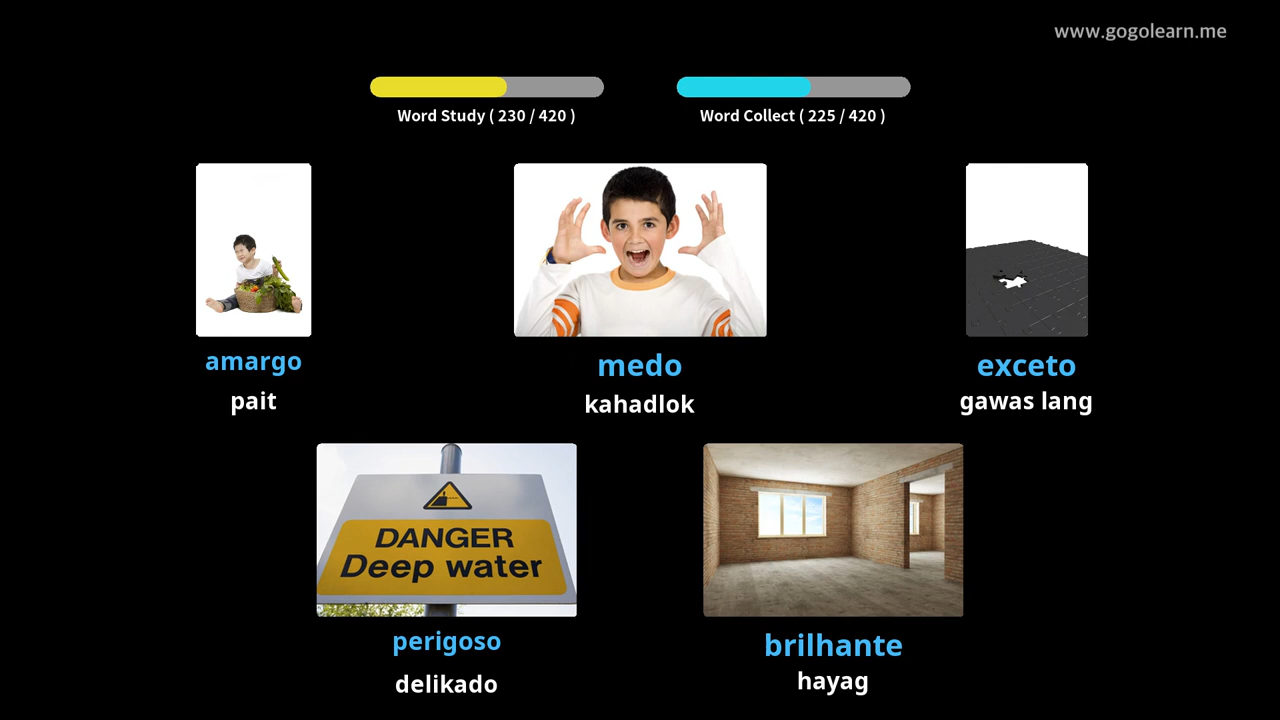 www.gogolearn.me
Word Study ( 230 / 420 )
Word Collect ( 225 / 420 )
amargo
pait
medo
kahadlok
exceto
gawas lang
DANGER
Deep water
perigoso
delikado
brilhante
hayag